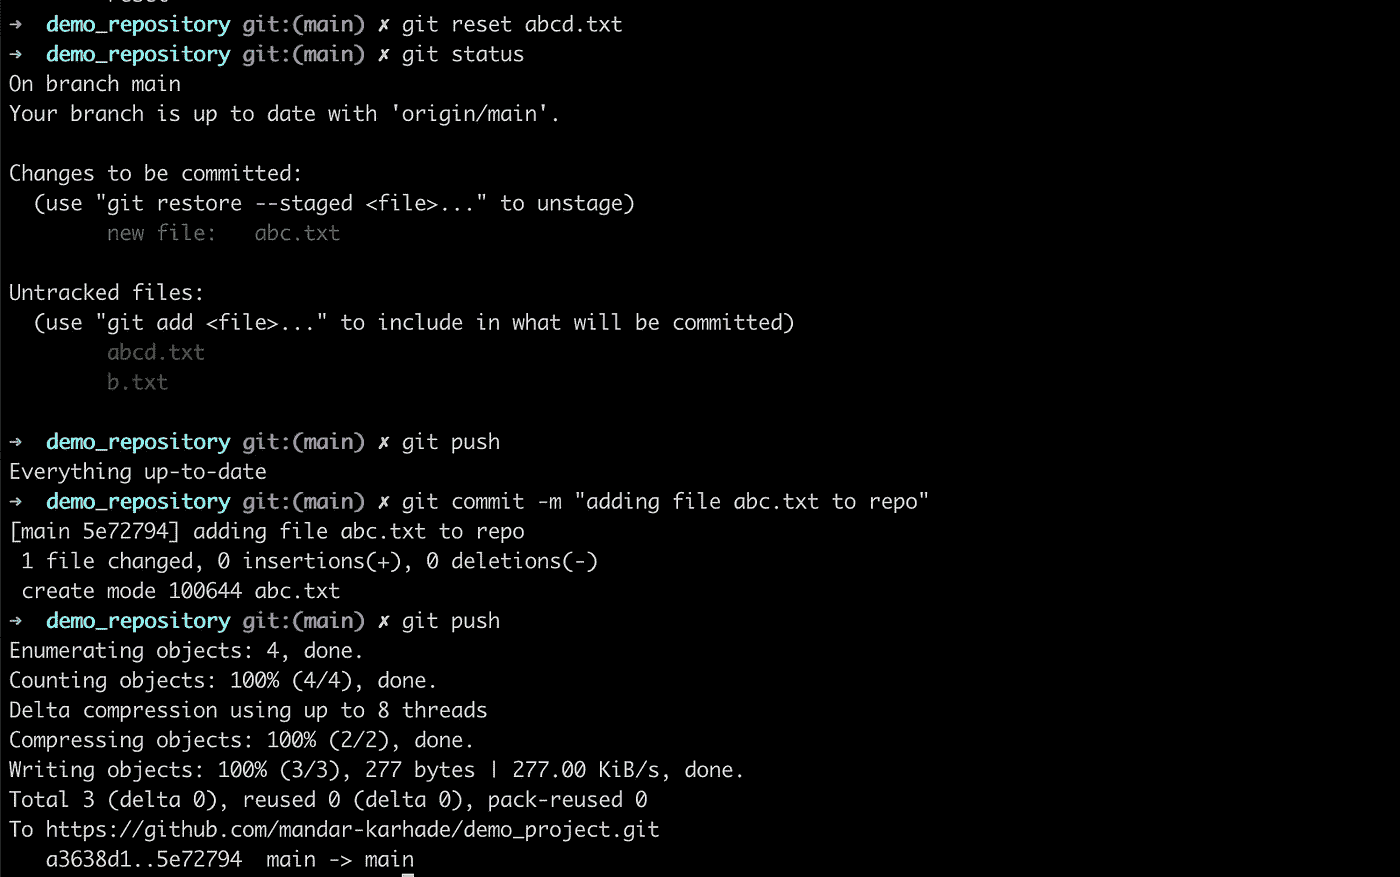 ➜  demo_repository git:(main) ✗ git reset abcd.txt
➜  demo_repository git:(main) ✗ git status
On branch main
Your branch is up to date with 'origin/main'.

Changes to be committed:
  (use "git restore --staged <file>..." to unstage)
        new file:   abc.txt

Untracked files:
  (use "git add <file>..." to include in what will be committed)
        abcd.txt
        b.txt

➜  demo_repository git:(main) ✗ git push
Everything up-to-date
➜  demo_repository git:(main) ✗ git commit -m "adding file abc.txt to repo"
[main 5e72794] adding file abc.txt to repo
 1 file changed, 0 insertions(+), 0 deletions(-)
 create mode 100644 abc.txt
➜  demo_repository git:(main) ✗ git push
Enumerating objects: 4, done.
Counting objects: 100% (4/4), done.
Delta compression using up to 8 threads
Compressing objects: 100% (2/2), done.
Writing objects: 100% (3/3), 277 bytes | 277.00 KiB/s, done.
Total 3 (delta 0), reused 0 (delta 0), pack-reused 0
To https://github.com/mandar-karhade/demo_project.git
   a3638d1..5e72794  main -> main